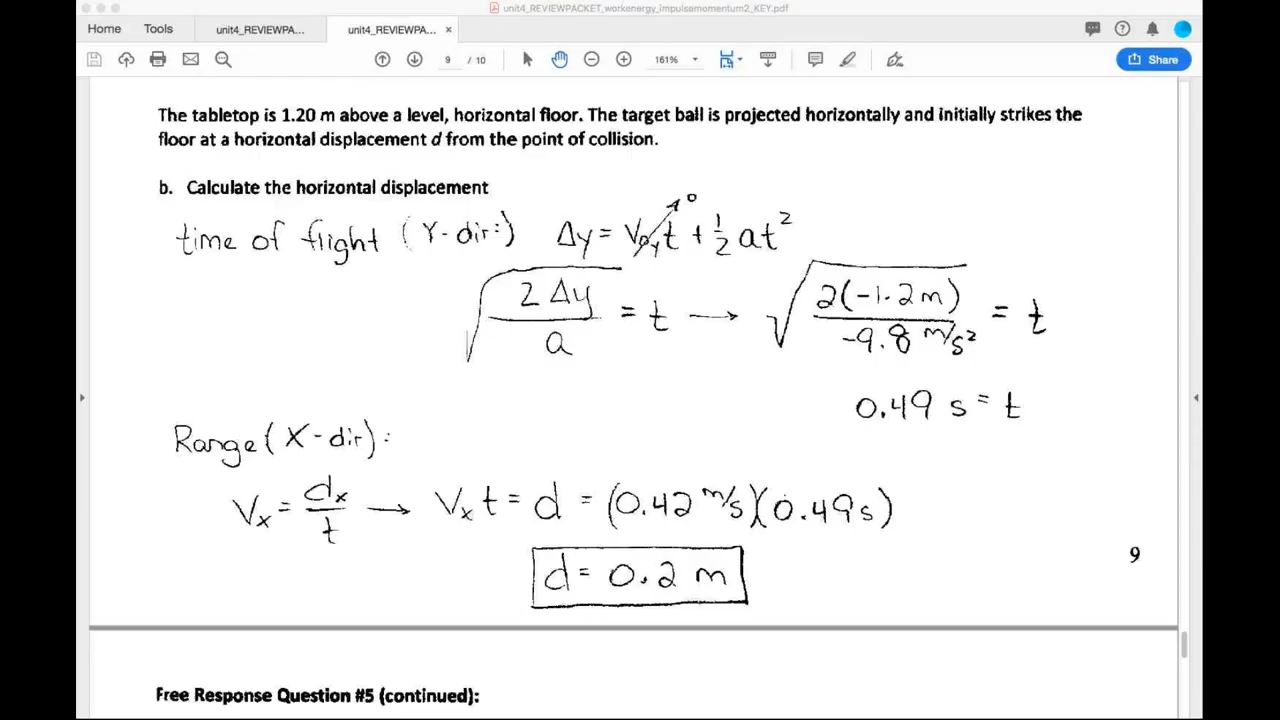 unit4_REVIEWPACKET_workenergy_impulsemomentum2_KEY.pdf
Home Tools unit4_REVIEWPA... unit4_REVIEWPA... ×
9 / 10 161% Share
The tabletop is 1.20 m above a level, horizontal floor. The target ball is projected horizontally and initially strikes the
floor at a horizontal displacement d from the point of collision.
b. Calculate the horizontal displacement
time of flight (Y-dir:) Δy = V₀yt + ½ at² 0
√(2Δy/a) = t → √(2(-1.2m)/-9.8 m/s²) = t
0.49 s = t
Range (X-dir):
Vx = dx/t → Vx t = d = (0.42 m/s)(0.49s)
d = 0.2 m
9
Free Response Question #5 (continued):